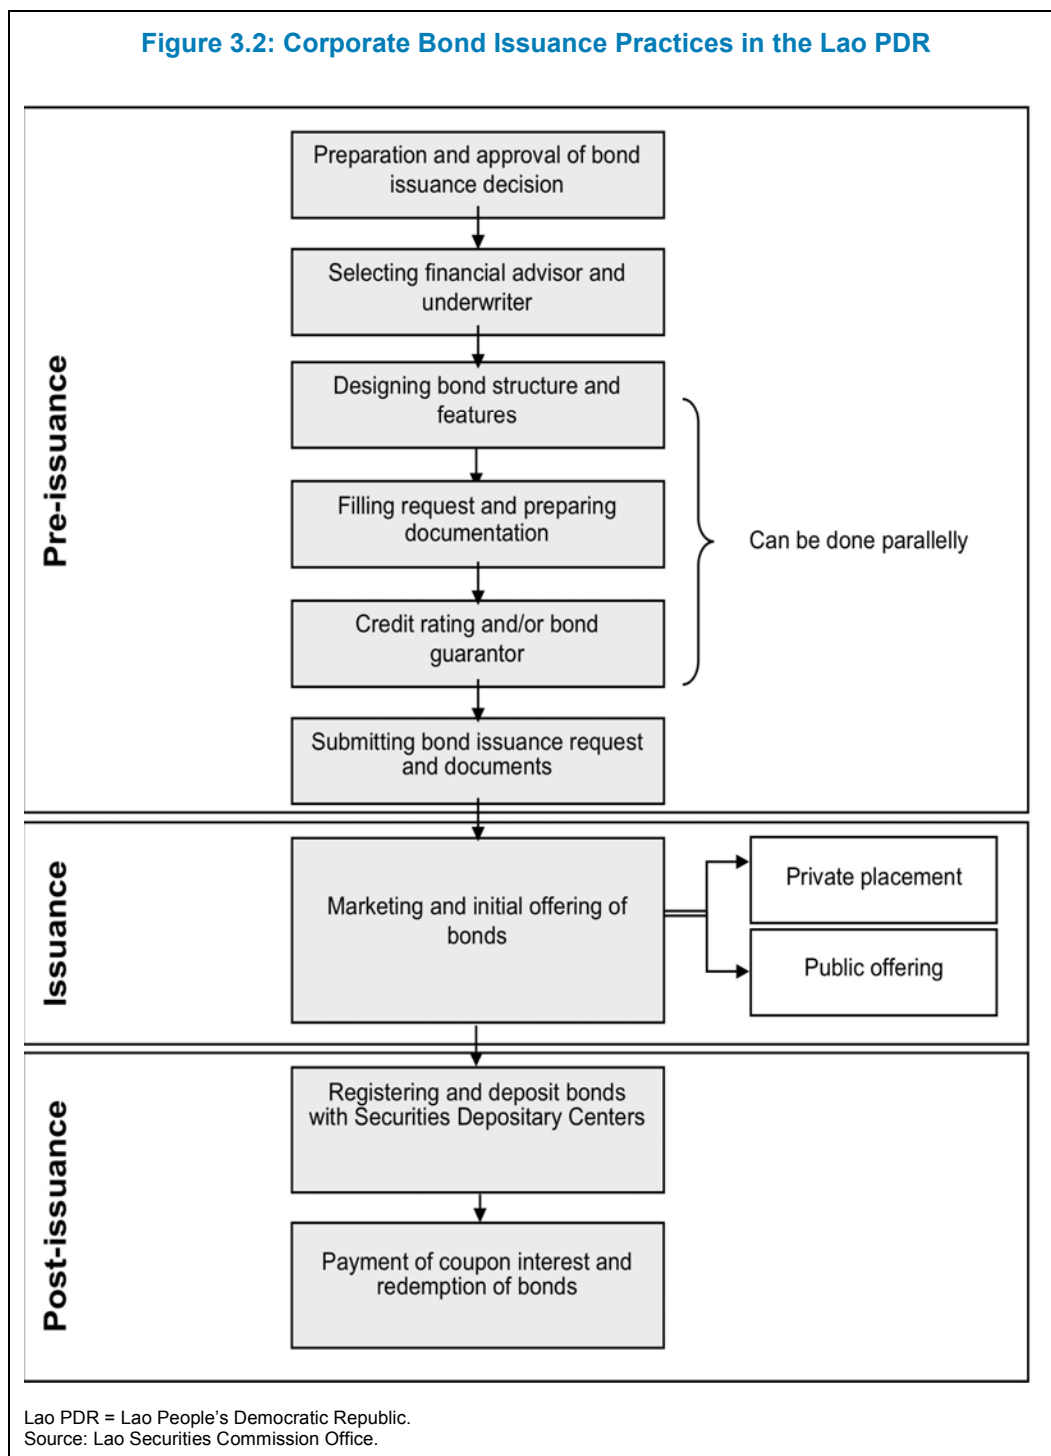 Figure 3.2: Corporate Bond Issuance Practices in the Lao PDR
Pre-issuance
Preparation and approval of bond
issuance decision
Selecting financial advisor and
underwriter
Designing bond structure and
features
Filling request and preparing
documentation
Can be done parallelly
Credit rating and/or bond
guarantor
Submitting bond issuance request
and documents
Issuance
Marketing and initial offering of
bonds
Private placement
Public offering
Post-issuance
Registering and deposit bonds
with Securities Depositary Centers
Payment of coupon interest and
redemption of bonds
Lao PDR = Lao People’s Democratic Republic.
Source: Lao Securities Commission Office.